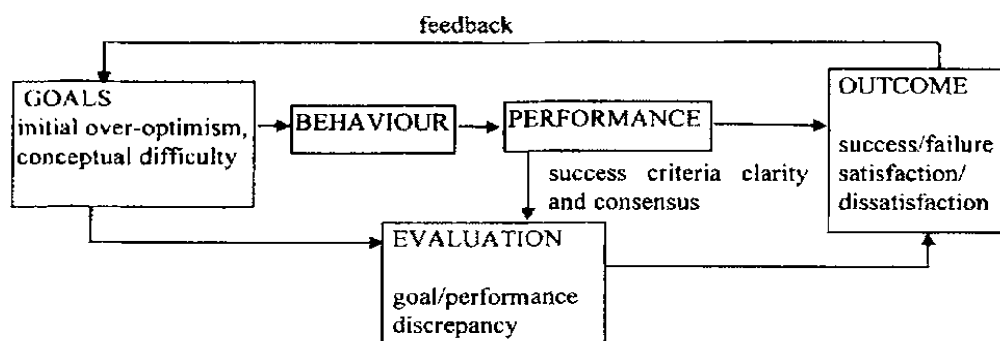 feedback
GOALS
initial over-optimism,
conceptual difficulty
BEHAVIOUR
PERFORMANCE
OUTCOME
success/failure
satisfaction/
dissatisfaction
success criteria clarity
and consensus
EVALUATION
goal/performance
discrepancy